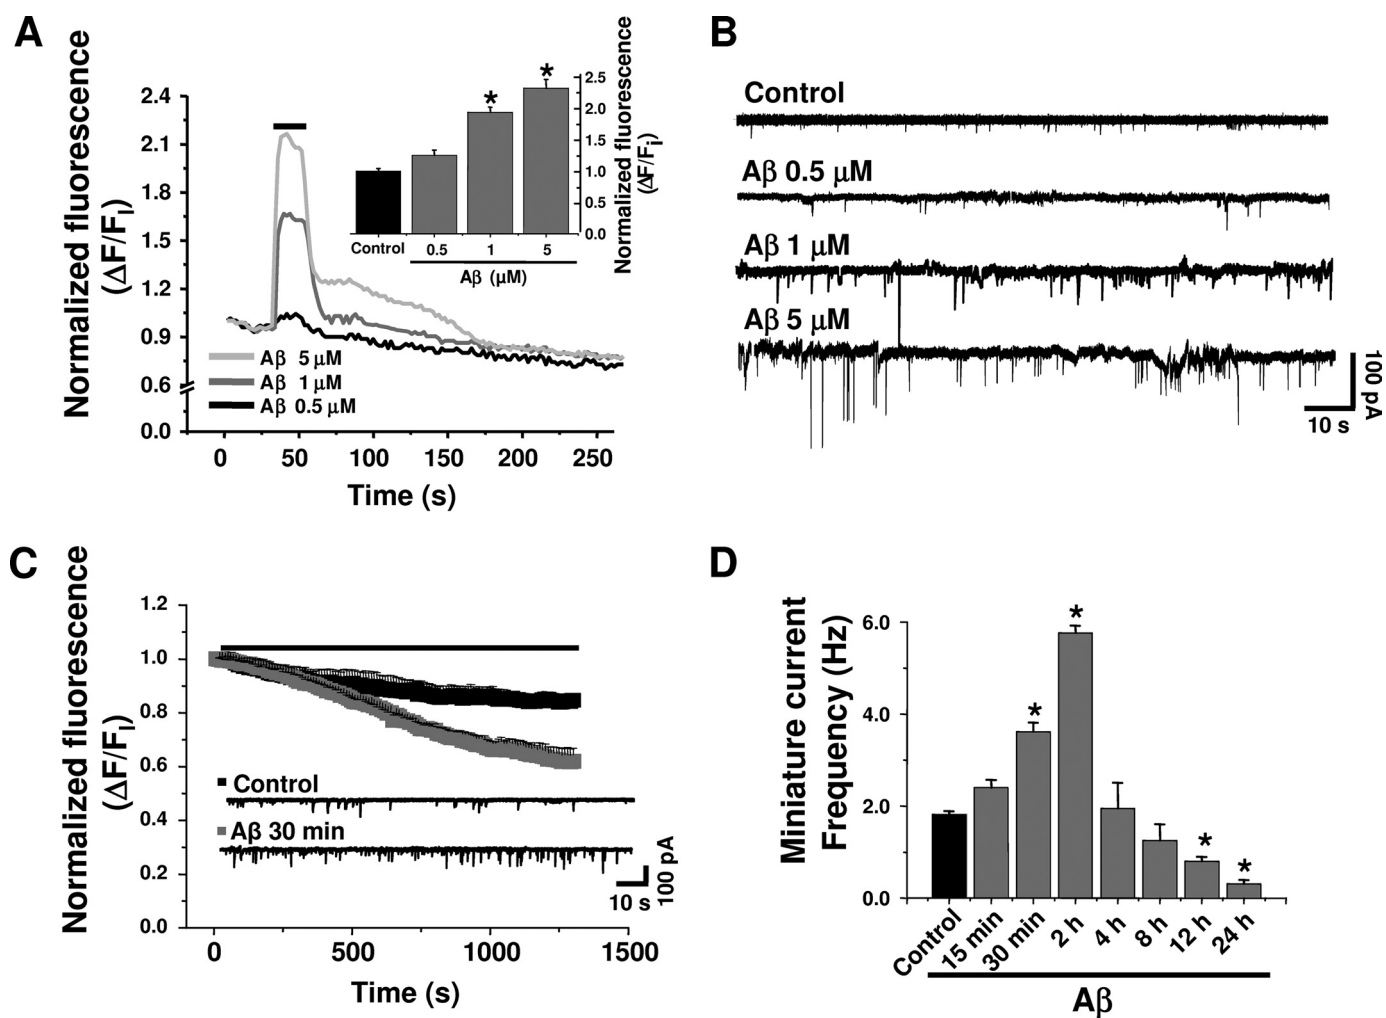 A
Normalized fluorescence
(ΔF/FI)
2.4
2.1
1.8
1.5
1.2
0.9
0.6
0.0
0
50
100
150
200
250
Time (s)
Aβ 5 μM
Aβ 1 μM
Aβ 0.5 μM
*
*
Control
0.5
1
5
Aβ (μM)
2.5
2.0
1.5
1.0
0.5
0.0
Normalized fluorescence
(ΔF/Fi)
B
Control
Aβ 0.5 μM
Aβ 1 μM
Aβ 5 μM
100 pA
10 s
C
Normalized fluorescence
(ΔF/FI)
1.2
1.0
0.8
0.6
0.4
0.2
0.0
Control
Aβ 30 min
10 s
100 pA
0
500
1000
1500
Time (s)
D
Miniature current
Frequency (Hz)
6.0
4.0
2.0
0.0
*
*
*
*
Control
15 min
30 min
2 h
4 h
8 h
12 h
24 h
Aβ